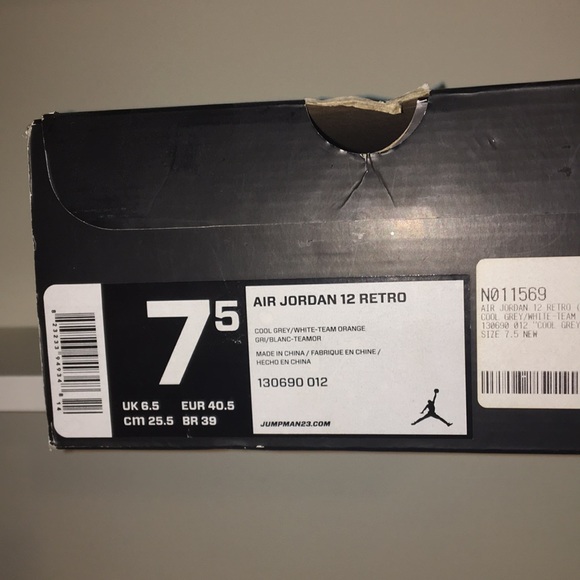 7.5
UK 6.5 EUR 40.5
cm 25.5 BR 39
AIR JORDAN 12 RETRO
COOL GREY/WHITE-TEAM ORANGE
GRI/BLANC-TEAMOR
MADE IN CHINA / FABRIQUE EN CHINE /
HECHO EN CHINA
130690 012
JUMPMAN23.COM
N011569
AIR JORDAN 12 RETRO (
COOL GREY/WHITE-TEAM
130690 012 "COOL GREY
SIZE 7.5 NEW